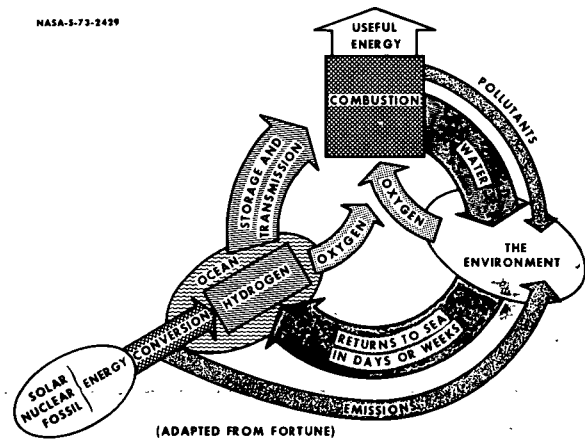 NASA-S-73-2429
USEFUL
ENERGY
COMBUSTION
POLLUTANTS
WATER
STORAGE AND
TRANSMISSION
OXYGEN
OXYGEN
THE
ENVIRONMENT
OCEAN
HYDROGEN
CONVERSION
RETURNS TO SEA
IN DAYS OR WEEKS
SOLAR
NUCLEAR
FOSSIL
ENERGY
EMISSION
(ADAPTED FROM FORTUNE)